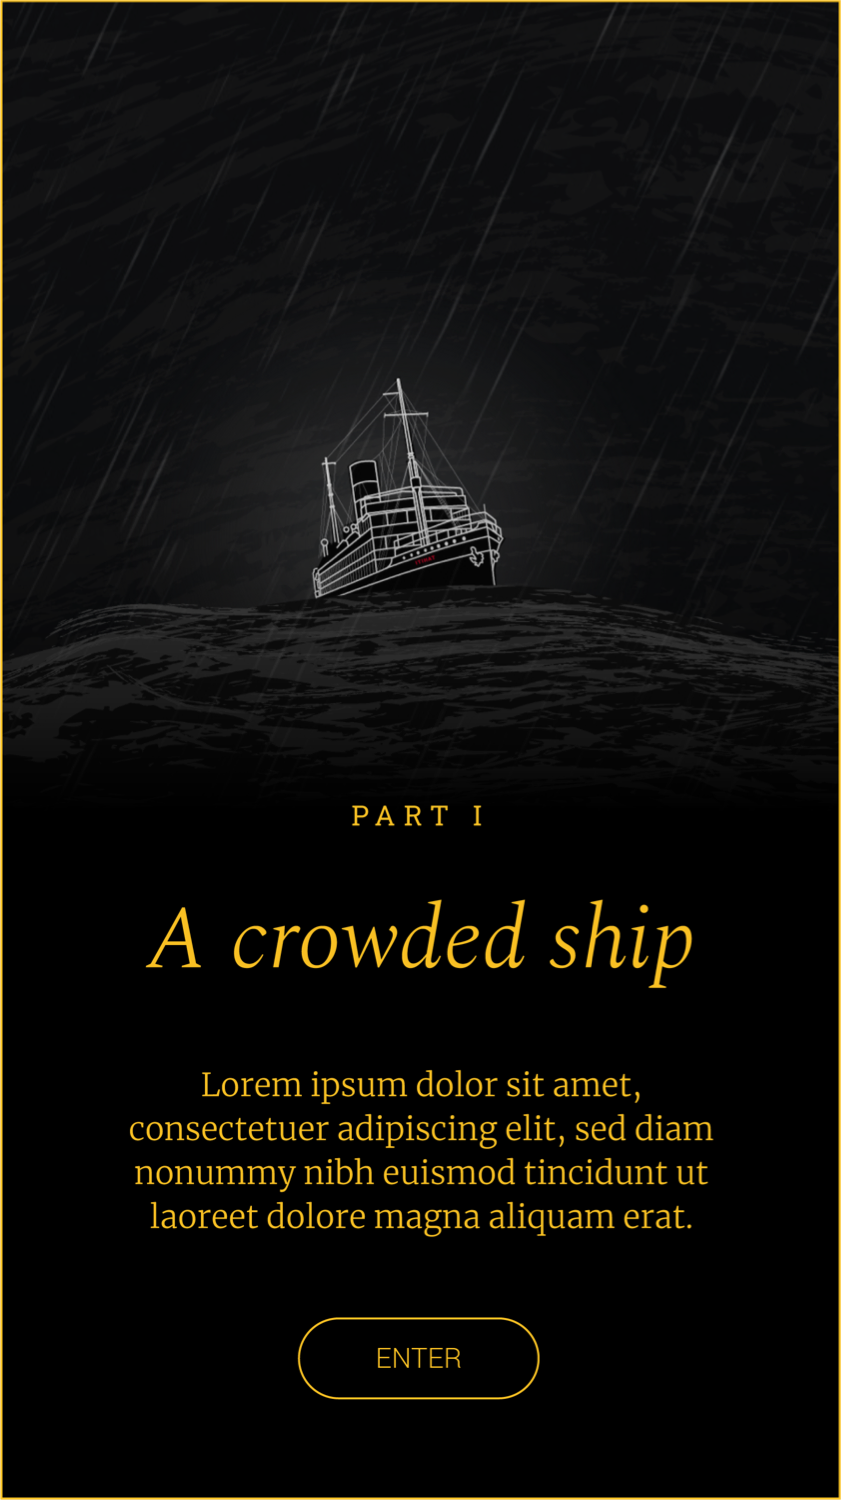 PART I
A crowded ship
Lorem ipsum dolor sit amet,
consectetuer adipiscing elit, sed diam
nonummy nibh euismod tincidunt ut
laoreet dolore magna aliquam erat.
ENTER